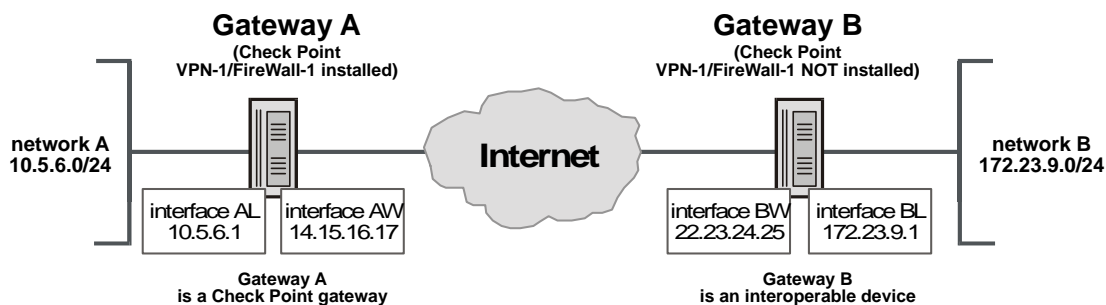 Gateway A
(Check Point
VPN-1/FireWall-1 installed)
Gateway B
(Check Point
VPN-1/FireWall-1 NOT installed)
network A
10.5.6.0/24
Internet
network B
172.23.9.0/24
interface AL
10.5.6.1
interface AW
14.15.16.17
interface BW
22.23.24.25
interface BL
172.23.9.1
Gateway A
is a Check Point gateway
Gateway B
is an interoperable device